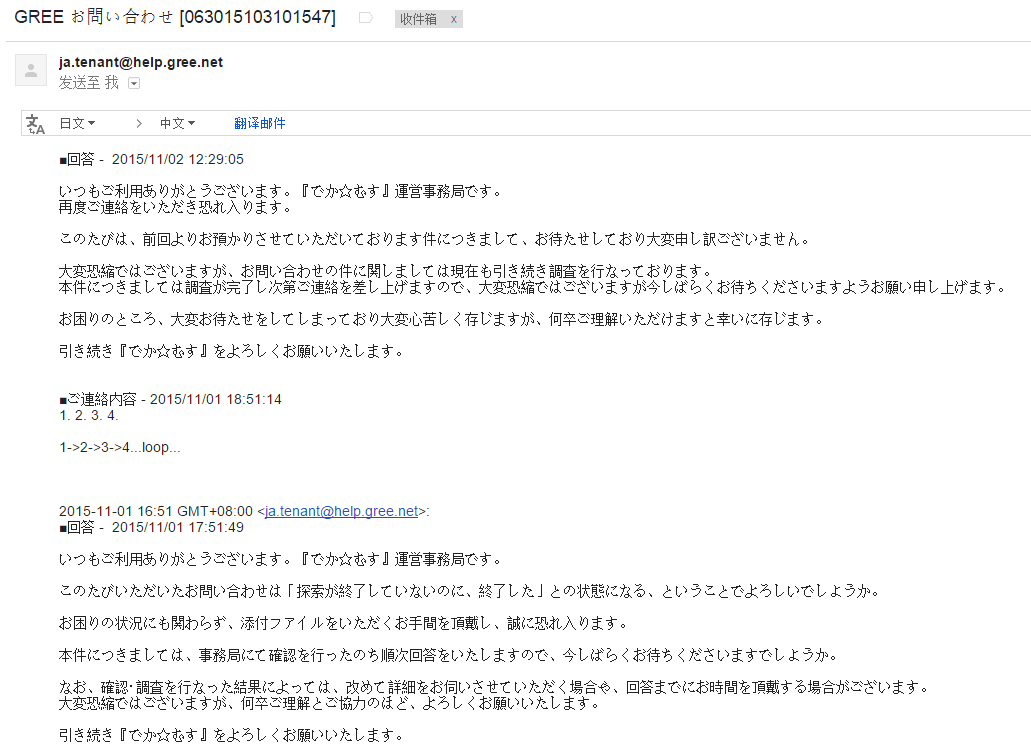 GREE お問い合わせ [063015103101547] 收件箱 x
ja.tenant@help.gree.net
发送至 我
日文 > 中文 翻译邮件
■回答 - 2015/11/02 12:29:05
いつもご利用ありがとうございます。『でか☆むす』運営事務局です。
再度ご連絡をいただき恐れ入ります。
このたびは、前回よりお預かりさせていただいております件につきまして、お待たせしており大変申し訳ございません。
大変恐縮ではございますが、お問い合わせの件に関しましては現在も引き続き調査を行なっております。
本件につきましては調査が完了し次第ご連絡を差し上げますので、大変恐縮ではございますが今しばらくお待ちくださいますようお願い申し上げます。
お困りのところ、大変お待たせをしてしまっており大変心苦しく存じますが、何卒ご理解いただけますと幸いに存じます。
引き続き『でか☆むす』をよろしくお願いいたします。
■ご連絡内容 - 2015/11/01 18:51:14
1. 2. 3. 4.
1->2->3->4...loop...
2015-11-01 16:51 GMT+08:00 <ja.tenant@help.gree.net>:
■回答 - 2015/11/01 17:51:49
いつもご利用ありがとうございます。『でか☆むす』運営事務局です。
このたびいただいたお問い合わせは「探索が終了していないのに、終了した」との状態になる、ということでよろしいでしょうか。
お困りの状況にも関わらず、添付ファイルをいただくお手間を頂戴し、誠に恐れ入ります。
本件につきましては、事務局にて確認を行ったのち順次回答をいたしますので、今しばらくお待ちくださいますでしょうか。
なお、確認･調査を行なった結果によっては、改めて詳細をお伺いさせていただく場合や、回答までにお時間を頂戴する場合がございます。
大変恐縮ではございますが、何卒ご理解とご協力のほど、よろしくお願いいたします。
引き続き『でか☆むす』をよろしくお願いいたします。